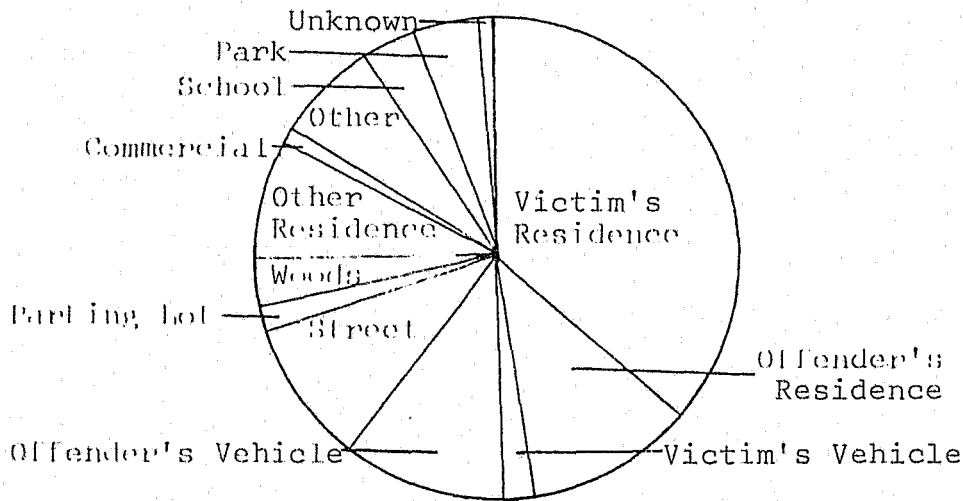 Unknown
Park
School
Other
Commercial
Other
Residence
Victim's
Residence
Woods
Parking Lot
Street
Offender's
Residence
Offender's Vehicle
Victim's Vehicle